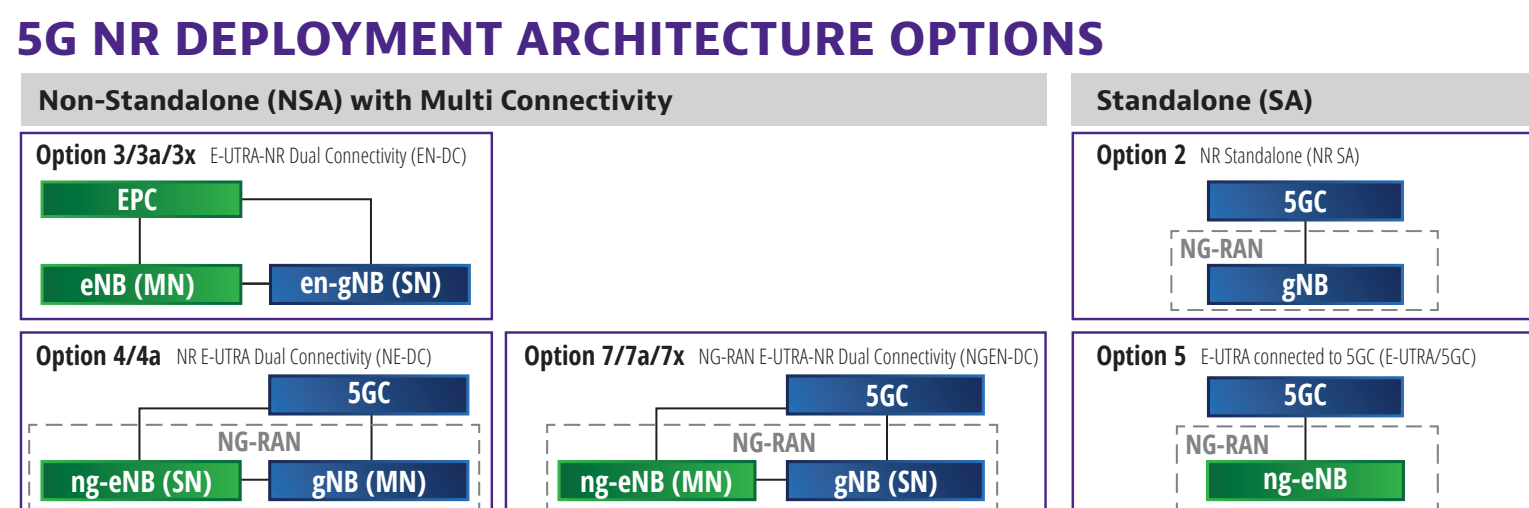 5G NR DEPLOYMENT ARCHITECTURE OPTIONS
Non-Standalone (NSA) with Multi Connectivity
Standalone (SA)
Option 3/3a/3x E-UTRA-NR Dual Connectivity (EN-DC)
EPC
eNB (MN)
en-gNB (SN)
Option 2 NR Standalone (NR SA)
5GC
NG-RAN
gNB
Option 4/4a NR E-UTRA Dual Connectivity (NE-DC)
5GC
NG-RAN
ng-eNB (SN)
gNB (MN)
Option 7/7a/7x NG-RAN E-UTRA-NR Dual Connectivity (NGEN-DC)
5GC
NG-RAN
ng-eNB (MN)
gNB (SN)
Option 5 E-UTRA connected to 5GC (E-UTRA/5GC)
5GC
NG-RAN
ng-eNB